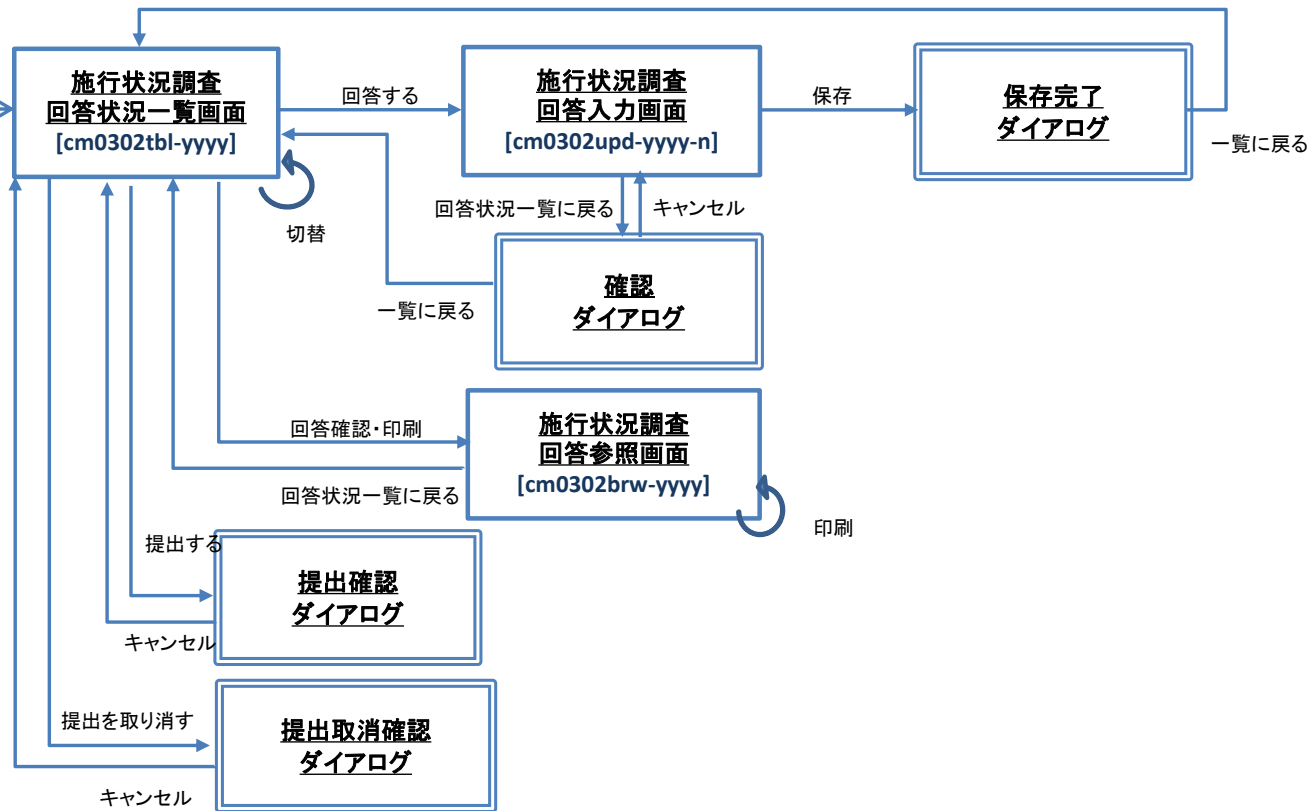 施行状況調査
回答状況一覧画面
[cm0302tbl-yyyy]
回答する
施行状況調査
回答入力画面
[cm0302upd-yyyy-n]
保存
保存完了
ダイアログ
一覧に戻る
切替
回答状況一覧に戻る
キャンセル
確認
ダイアログ
一覧に戻る
回答確認・印刷
施行状況調査
回答参照画面
[cm0302brw-yyyy]
回答状況一覧に戻る
印刷
提出する
提出確認
ダイアログ
キャンセル
提出を取り消す
提出取消確認
ダイアログ
キャンセル